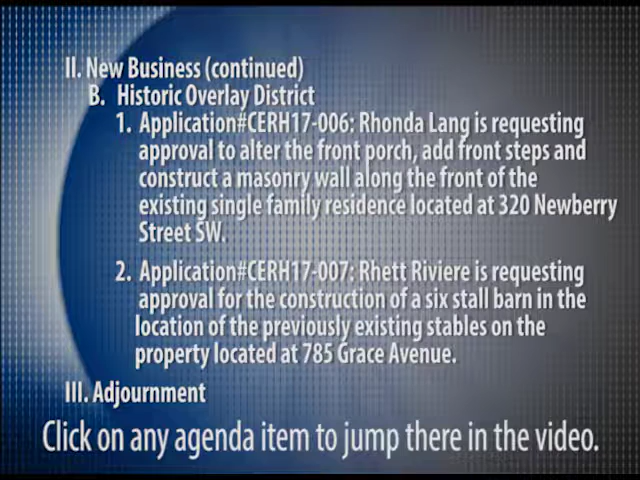 II. New Business (continued)
B. Historic Overlay District
1. Application#CERH17-006: Rhonda Lang is requesting
approval to alter the front porch, add front steps and
construct a masonry wall along the front of the
existing single family residence located at 320 Newberry
Street SW.
2. Application#CERH17-007: Rhett Riviere is requesting
approval for the construction of a six stall barn in the
location of the previously existing stables on the
property located at 785 Grace Avenue.
III. Adjournment
Click on any agenda item to jump there in the video.